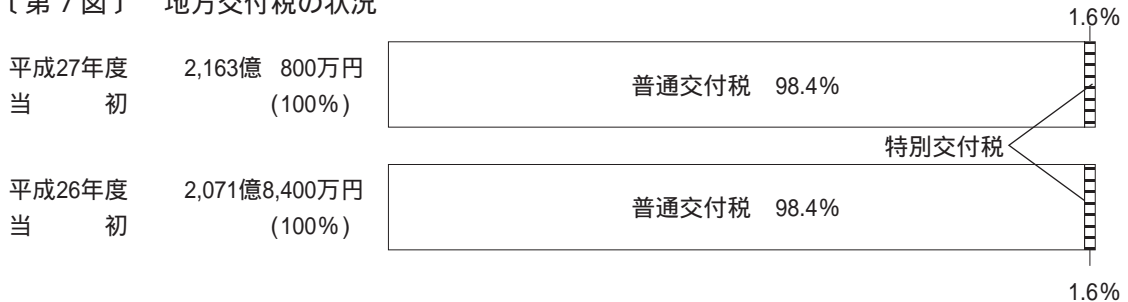 〔第7図〕 地方交付税の状況
1.6%
平成27年度 2,163億 800万円
当 初 (100%)
普通交付税 98.4%
特別交付税
平成26年度 2,071億8,400万円
当 初 (100%)
普通交付税 98.4%
1.6%